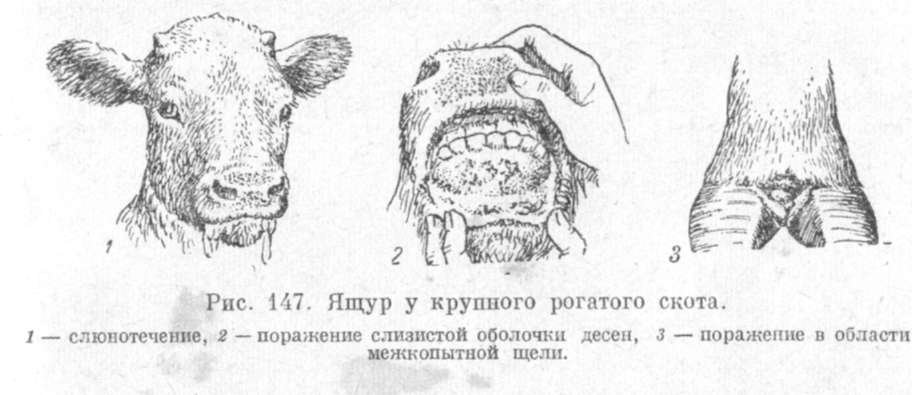 1 2 3
Рис. 147. Ящур у крупного рогатого скота.
1 — слюнотечение, 2 — поражение слизистой оболочки десен, 3 — поражение в области
межкопытной щели.